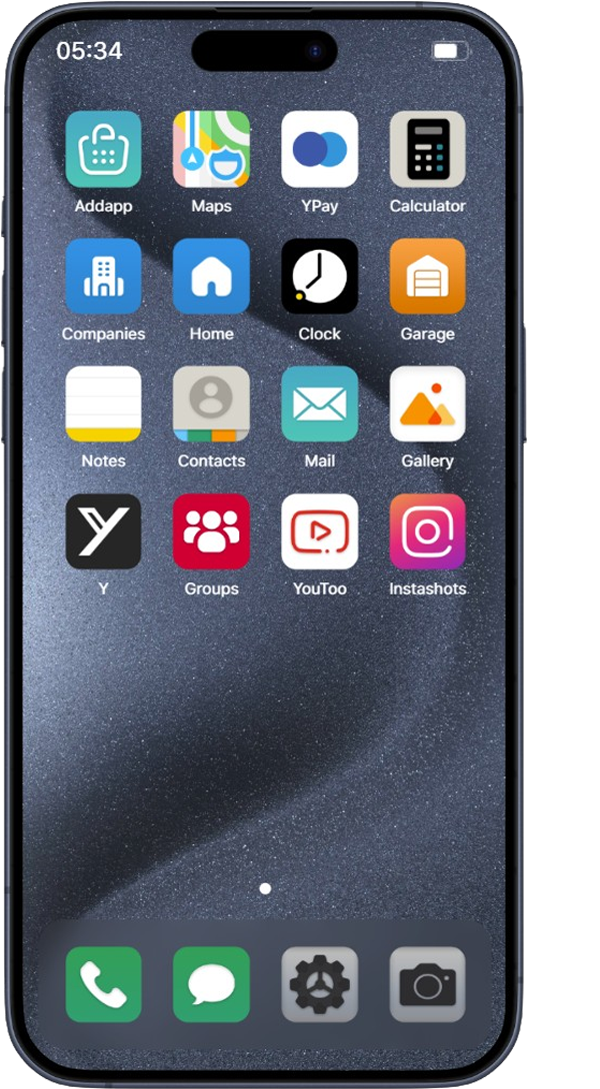 05:34
Addapp Maps YPay Calculator
Companies Home Clock Garage
Notes Contacts Mail Gallery
Y Groups YouToo Instashots